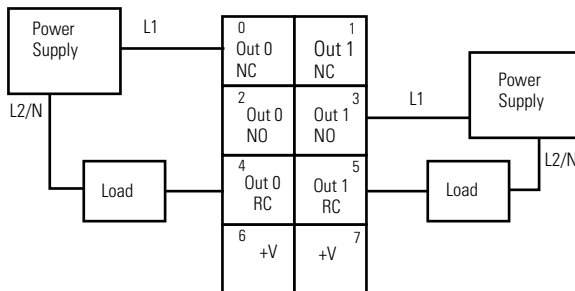 Power
Supply
L1
L2/N
Load
0
Out 0
NC
1
Out 1
NC
2
Out 0
NO
3
Out 1
NO
4
Out 0
RC
5
Out 1
RC
6
+V
7
+V
L1
Power
Supply
L2/N
Load